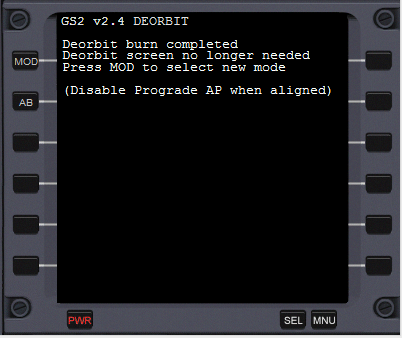 GS2 v2.4 DEORBIT
Deorbit burn completed
Deorbit screen no longer needed
MOD Press MOD to select new mode
(Disable Prograde AP when aligned)
AB
PWR SEL MNU